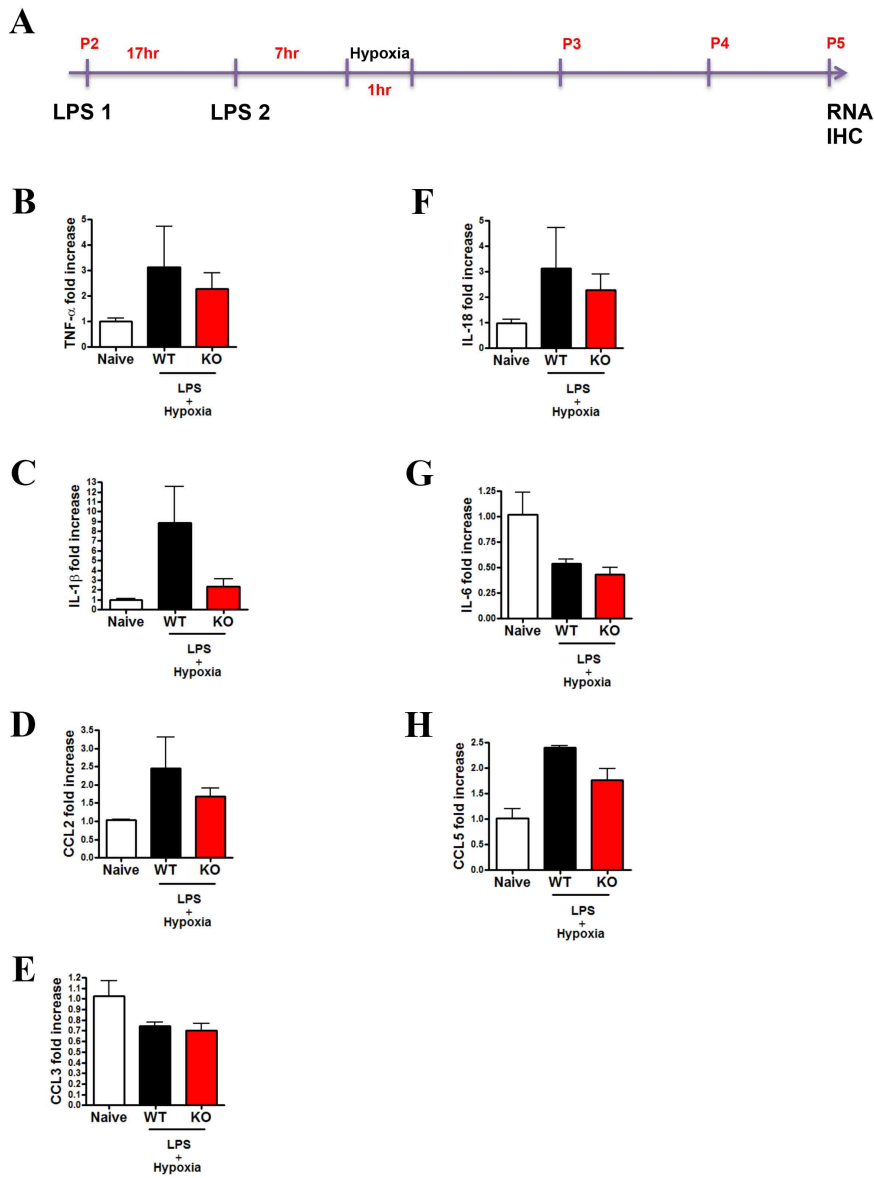 A
P2
17hr
7hr
Hypoxia
1hr
P3
P4
P5
LPS 1
LPS 2
RNA
IHC
B
TNF-α fold increase
5
4
3
2
1
0
Naive WT KO
LPS
+
Hypoxia
F
IL-18 fold increase
5
4
3
2
1
0
Naive WT KO
LPS
+
Hypoxia
C
IL-1β fold increase
13
12
11
10
9
8
7
6
5
4
3
2
1
0
Naive WT KO
LPS
+
Hypoxia
G
IL-6 fold increase
1.25
1.00
0.75
0.50
0.25
0.00
Naive WT KO
LPS
+
Hypoxia
D
CCL2 fold increase
3.5
3.0
2.5
2.0
1.5
1.0
0.5
0.0
Naive WT KO
LPS
+
Hypoxia
H
CCL5 fold increase
2.5
2.0
1.5
1.0
0.5
0.0
Naive WT KO
LPS
+
Hypoxia
E
CCL3 fold increase
1.2
1.1
1.0
0.9
0.8
0.7
0.6
0.5
0.4
0.3
0.2
0.1
0.0
Naive WT KO
LPS
+
Hypoxia